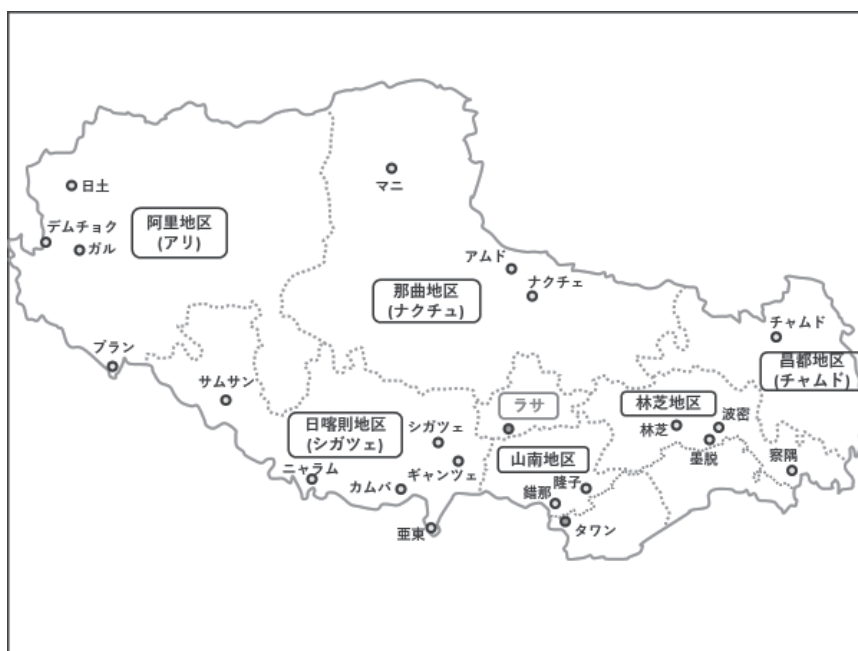 マニ
日土
阿里地区
(アリ)
デムチョク
ガル
アムド
ナクチェ
那曲地区
(ナクチュ)
チャムド
昌都地区
(チャムド)
プラン
サムサン
ラサ
林芝地区
林芝
波密
墨脱
日喀則地区
(シガツェ)
シガツェ
ギャンツェ
山南地区
ニャラム
カムバ
隆子
錯那
察隅
亜東
タワン